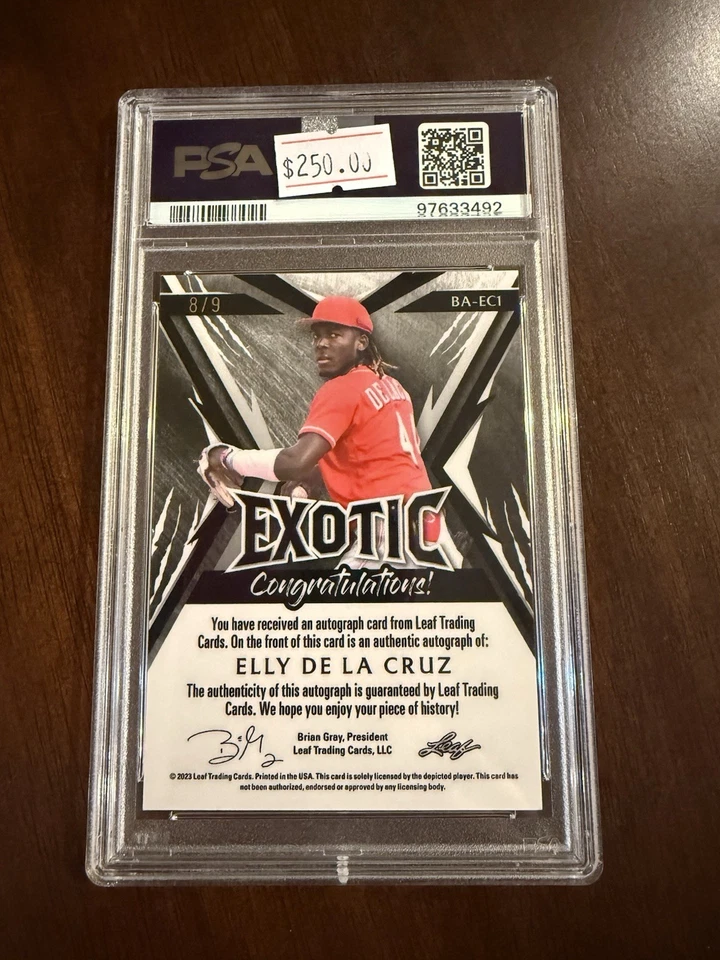 PSA
$250.00
97633492
8/9
BA-EC1
4
EXOTIC
Congratulations!
You have received an autograph card from Leaf Trading
Cards. On the front of this card is an authentic autograph of:
ELLY DE LA CRUZ
The authenticity of this autograph is guaranteed by Leaf Trading
Cards. We hope you enjoy your piece of history!
Brian Gray, President
Leaf Trading Cards, LLC
Leaf
© 2023 Leaf Trading Cards. Printed in the USA. This card is solely licensed by the depicted player. This card has
not been authorized, endorsed or approved by any licensing body.